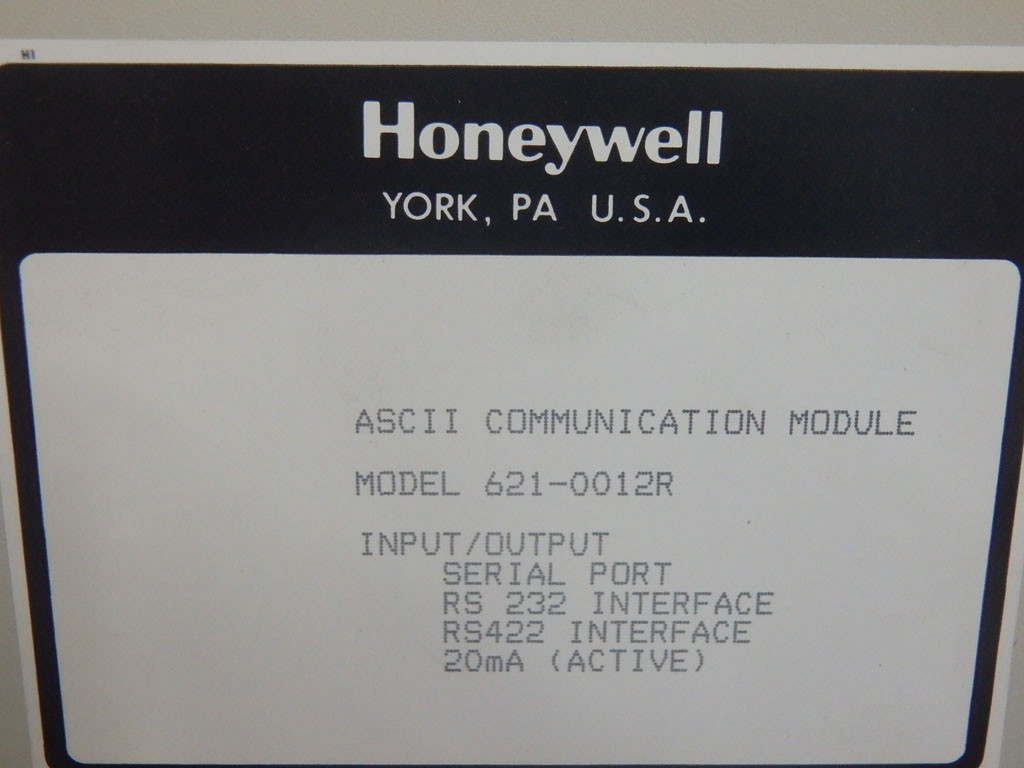 H1
Honeywell
YORK, PA U.S.A.
ASCII COMMUNICATION MODULE
MODEL 621-0012R
INPUT/OUTPUT
SERIAL PORT
RS 232 INTERFACE
RS422 INTERFACE
20mA (ACTIVE)